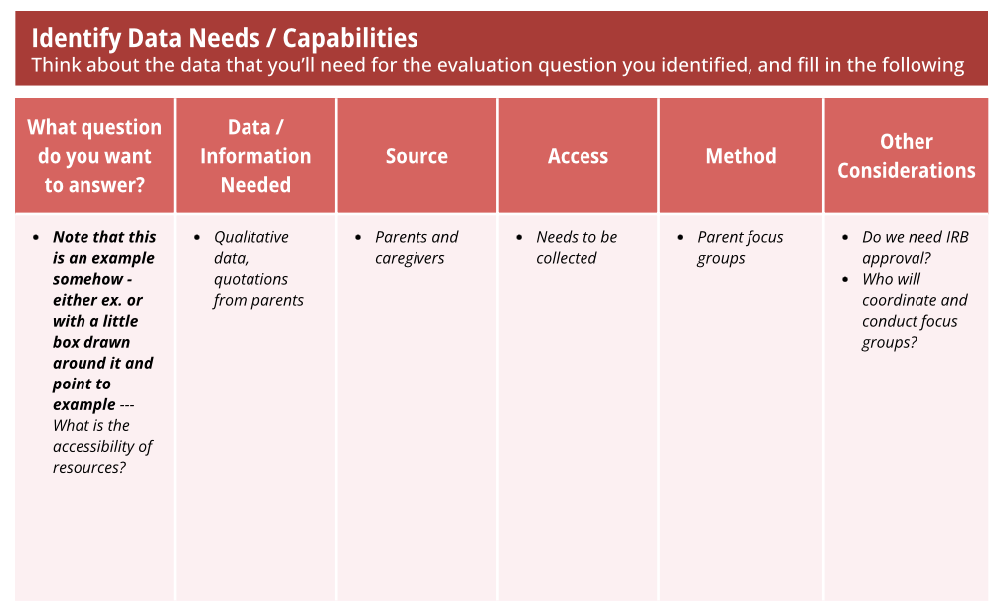 Identify Data Needs / Capabilities
Think about the data that you’ll need for the evaluation question you identified, and fill in the following
What question
do you want
to answer?
Data /
Information
Needed
Source
Access
Method
Other
Considerations
• Note that this
is an example
somehow -
either ex. or
with a little
box drawn
around it and
point to
example ---
What is the
accessibility of
resources?
• Qualitative
data,
quotations
from parents
• Parents and
caregivers
• Needs to be
collected
• Parent focus
groups
• Do we need IRB
approval?
• Who will
coordinate and
conduct focus
groups?